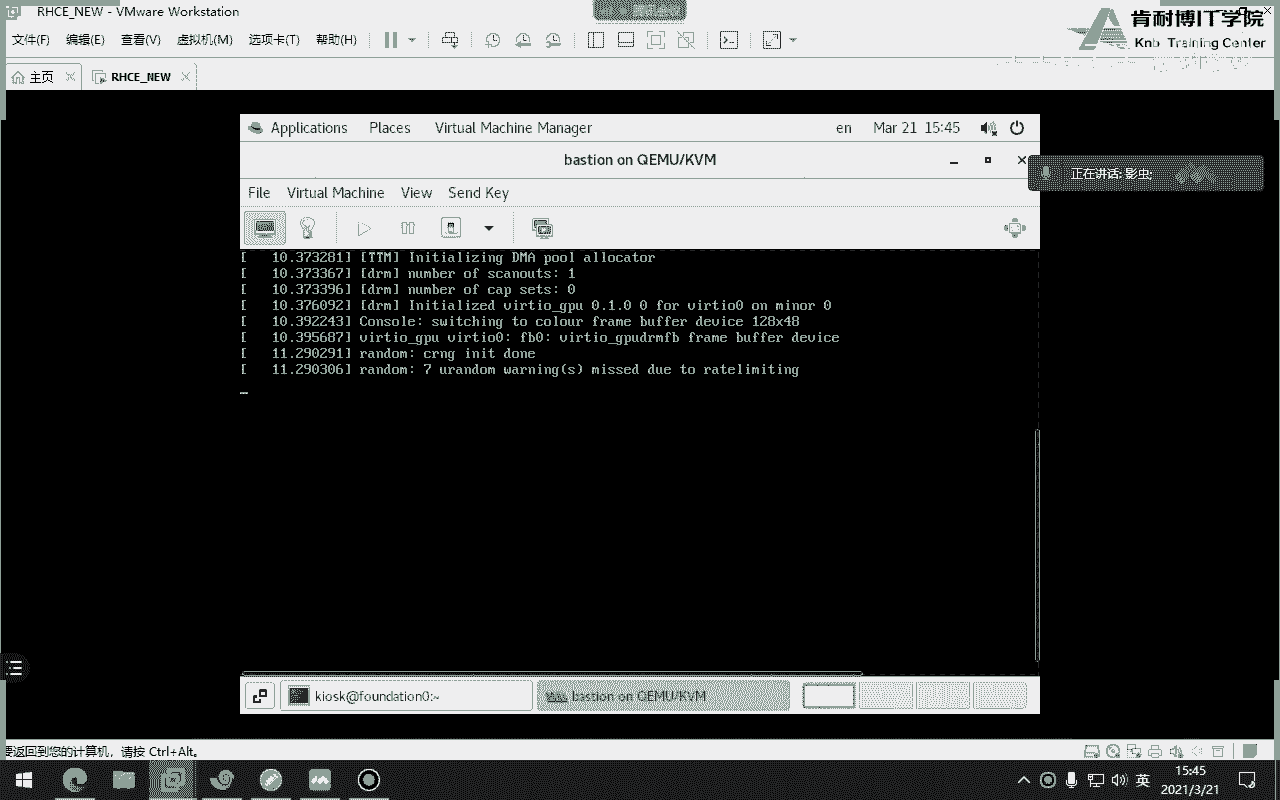 RHCE_NEW - VMware Workstation
文件(F) 编辑(E) 查看(V) 虚拟机(M) 选项卡(T) 帮助(H)
肯耐博IT学院
Knb Training Center
主页 RHCE_NEW
Applications Places Virtual Machine Manager en Mar 21 15:45
bastion on QEMU/KVM
正在讲话: 影虫;
File Virtual Machine View Send Key
[ 10.373281] [TTM] Initializing DMA pool allocator
[ 10.373367] [drm] number of scanouts: 1
[ 10.373396] [drm] number of cap sets: 0
[ 10.376092] [drm] Initialized virtio_gpu 0.1.0 0 for virtio0 on minor 0
[ 10.392243] Console: switching to colour frame buffer device 128x48
[ 10.395687] virtio_gpu virtio0: fb0: virtio_gpudrmfb frame buffer device
[ 11.290291] random: crng init done
[ 11.290306] random: 7 urandom warning(s) missed due to ratelimiting
kiosk@foundation0:~ bastion on QEMU/KVM
要返回到您的计算机，请按 Ctrl+Alt。
英 15:45
2021/3/21